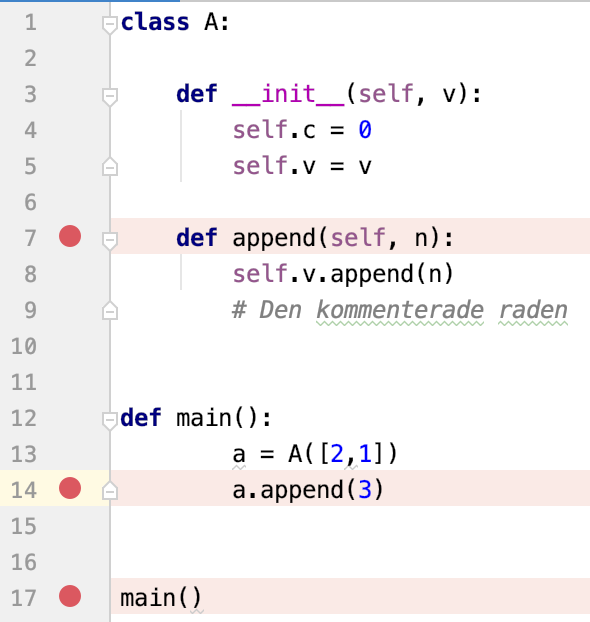 1 class A:
2
3     def __init__(self, v):
4         self.c = 0
5         self.v = v
6
7     def append(self, n):
8         self.v.append(n)
9         # Den kommenterade raden
10
11
12 def main():
13         a = A([2,1])
14         a.append(3)
15
16
17 main()